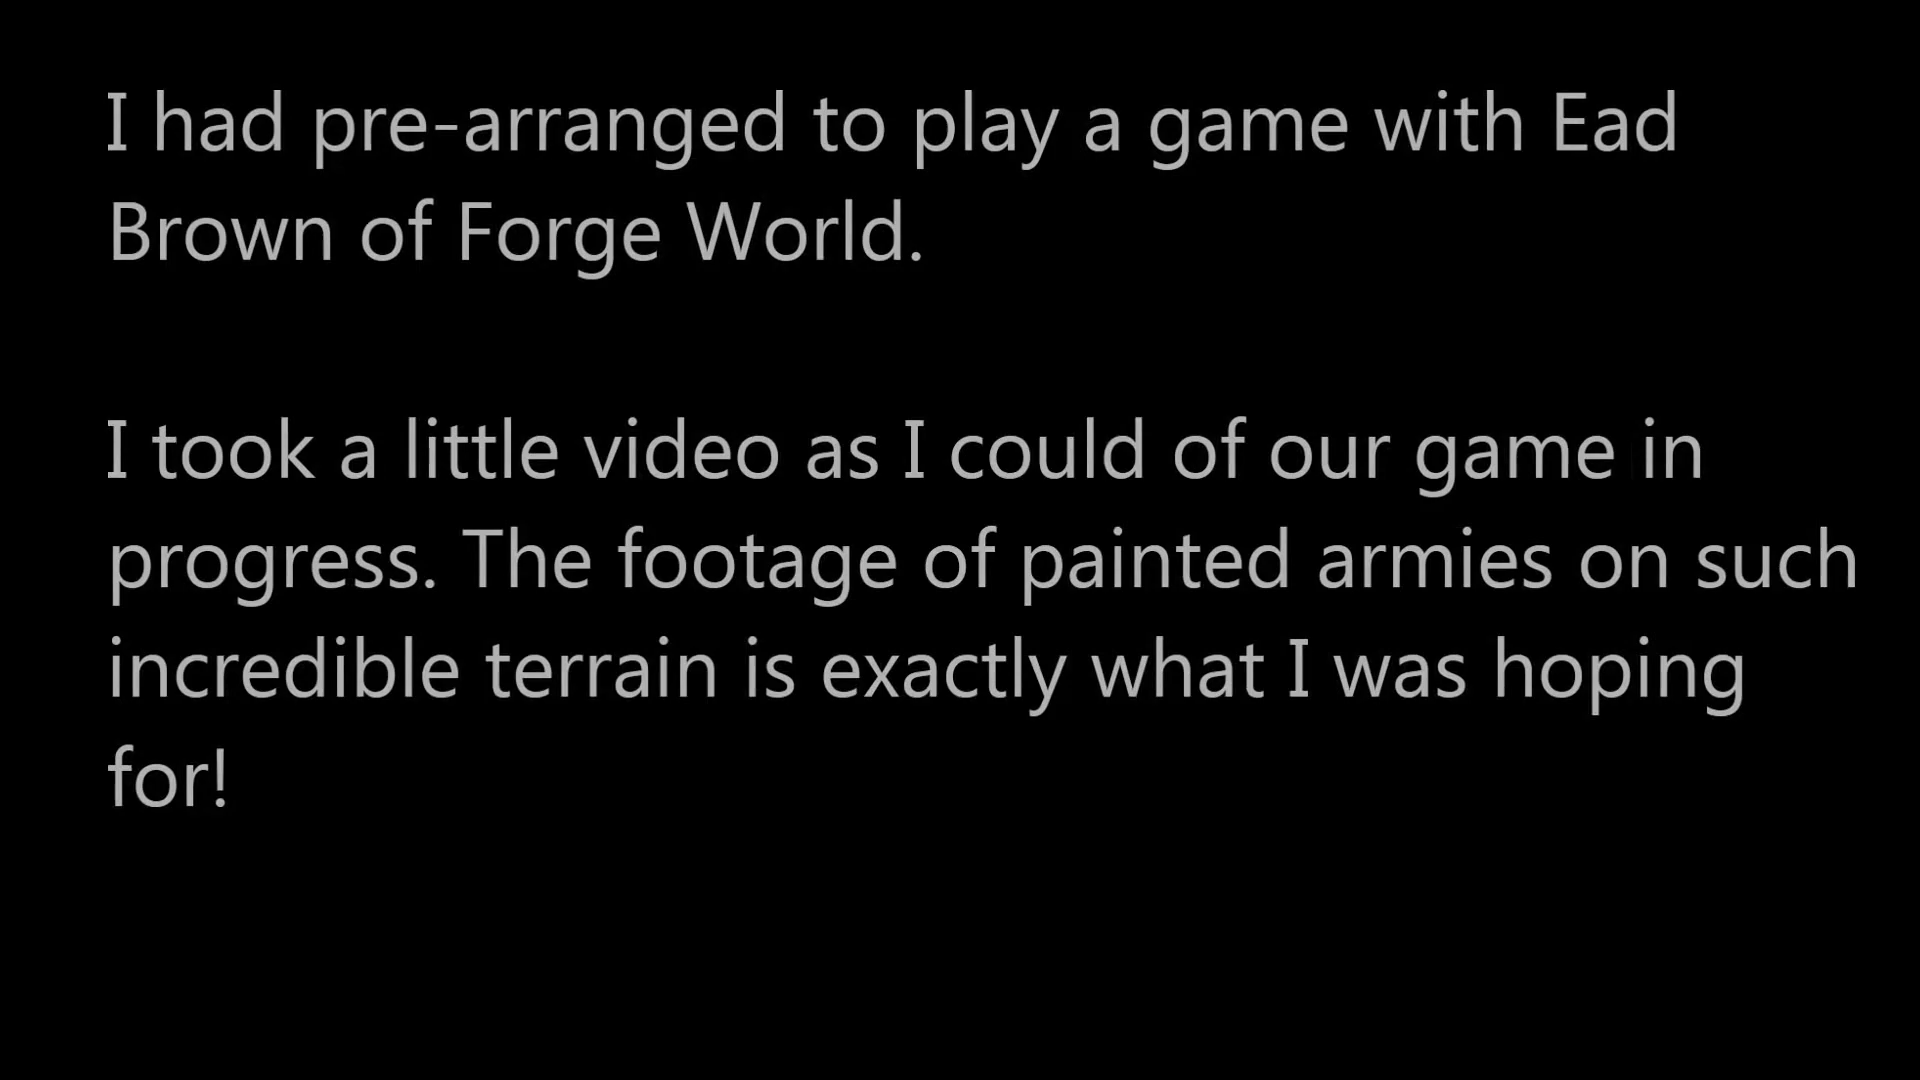 I had pre-arranged to play a game with Ead
Brown of Forge World.
I took a little video as I could of our game in
progress. The footage of painted armies on such
incredible terrain is exactly what I was hoping
for!